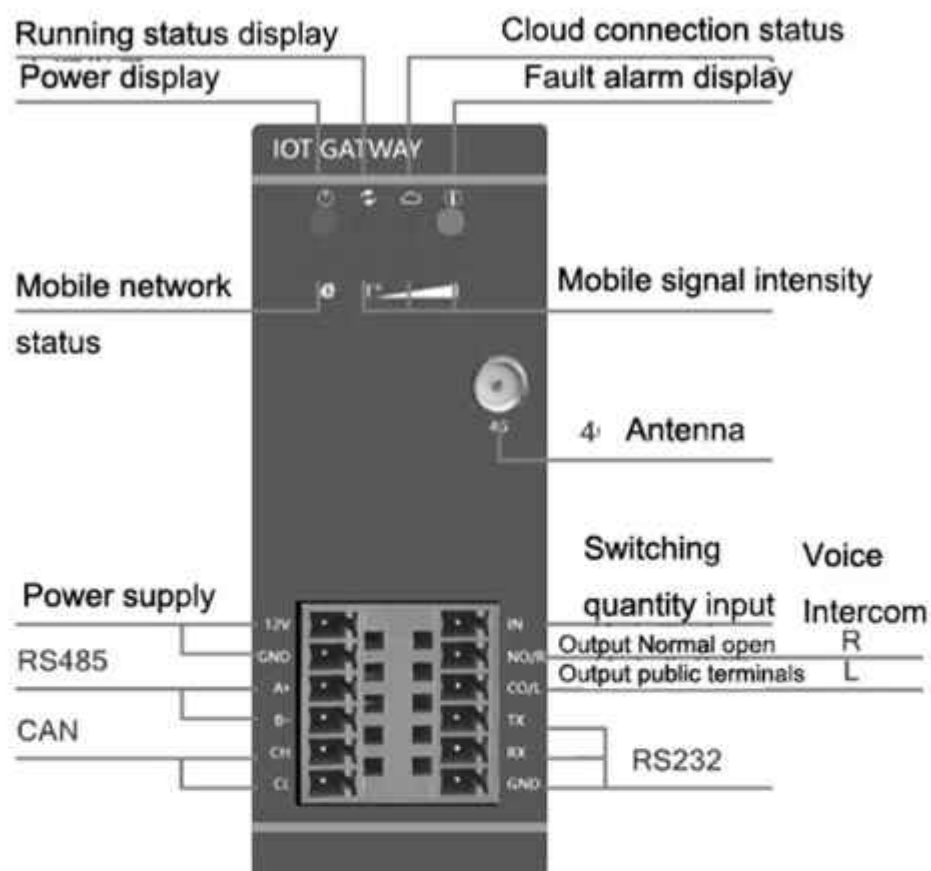 Running status display
Cloud connection status
Power display
Fault alarm display
IOT GATWAY
Mobile network
status
Mobile signal intensity
4G
4 Antenna
Switching
quantity input
Voice
Intercom
Power supply
12V
IN
Output Normal open R
GND
NO/R
RS485
Output public terminals L
A+
CO/L
B-
TX
CAN
CH
RX
RS232
CL
GND